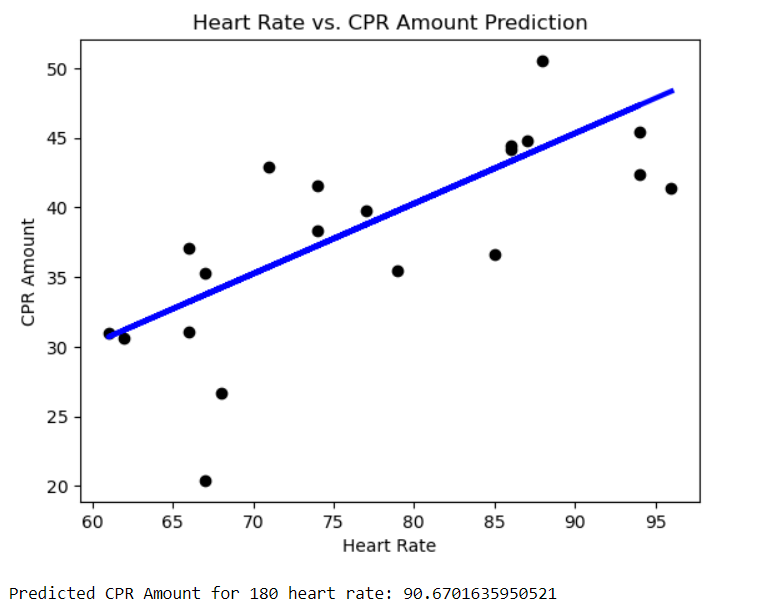 Heart Rate vs. CPR Amount Prediction
50
45
40
35
30
25
20
CPR Amount
60 65 70 75 80 85 90 95
Heart Rate
Predicted CPR Amount for 180 heart rate: 90.6701635950521